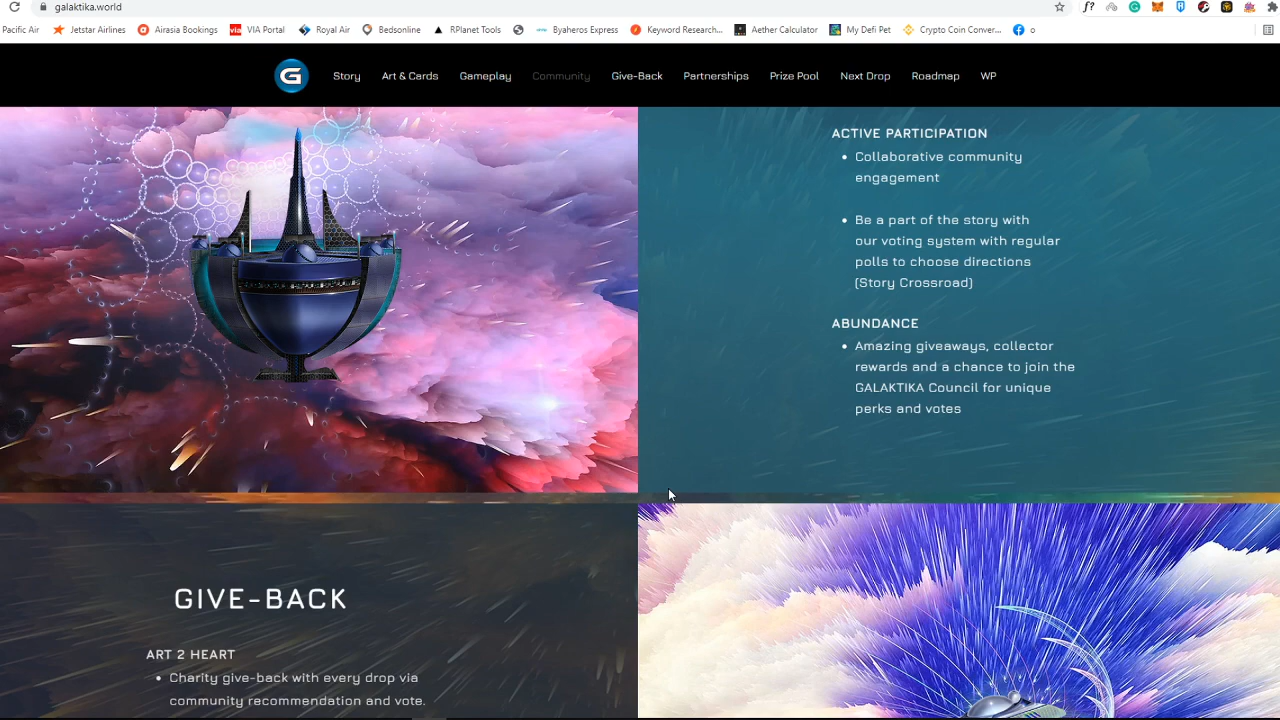 galaktika.world
Pacific Air
Jetstar Airlines
Airasia Bookings
via
VIA Portal
Royal Air
Bedsonline
RPlanet Tools
Byaheros Express
Keyword Research...
Aether Calculator
My Defi Pet
Crypto Coin Conver...
o
G
Story
Art & Cards
Gameplay
Community
Give-Back
Partnerships
Prize Pool
Next Drop
Roadmap
WP
ACTIVE PARTICIPATION
• Collaborative community
engagement
• Be a part of the story with
our voting system with regular
polls to choose directions
(Story Crossroad)
ABUNDANCE
• Amazing giveaways, collector
rewards and a chance to join the
GALAKTIKA Council for unique
perks and votes
GIVE-BACK
ART 2 HEART
• Charity give-back with every drop via
community recommendation and vote.